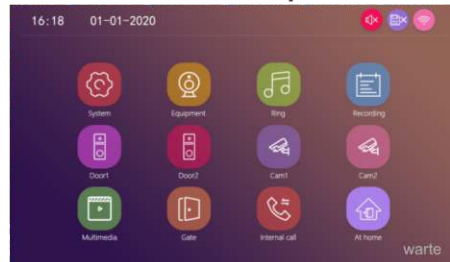 16:18 01-01-2020
System Equipment Ring Recording
Door1 Door2 Cam1 Cam2
Multimedia Gate Internal call At home
warte